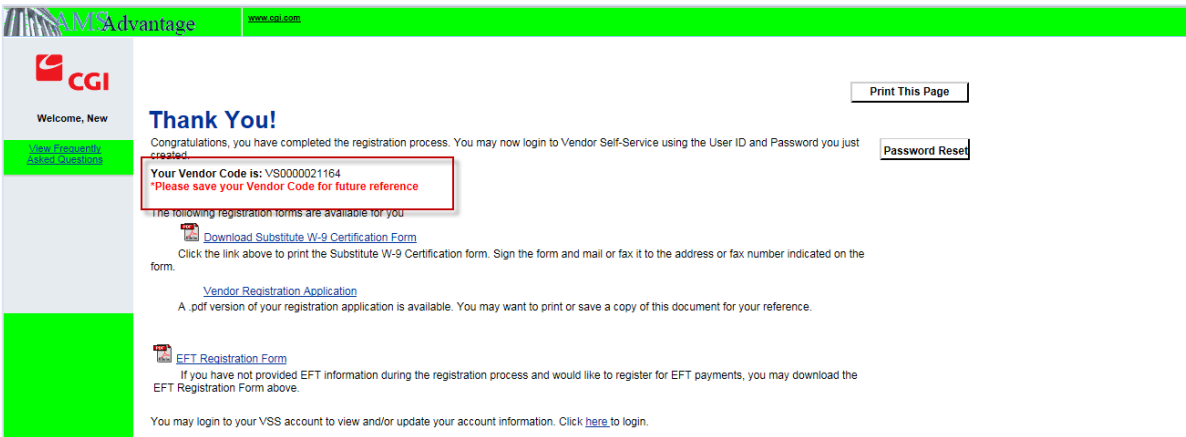 AMSAdvantage
www.cgi.com
CGI
Print This Page
Welcome, New
Thank You!
View Frequently
Asked Questions
Congratulations, you have completed the registration process. You may now login to Vendor Self-Service using the User ID and Password you just
created.
Password Reset
Your Vendor Code is: VS0000021164
*Please save your Vendor Code for future reference
The following registration forms are available for you
Download Substitute W-9 Certification Form
Click the link above to print the Substitute W-9 Certification form. Sign the form and mail or fax it to the address or fax number indicated on the
form.
Vendor Registration Application
A .pdf version of your registration application is available. You may want to print or save a copy of this document for your reference.
EFT Registration Form
If you have not provided EFT information during the registration process and would like to register for EFT payments, you may download the
EFT Registration Form above.
You may login to your VSS account to view and/or update your account information. Click here to login.